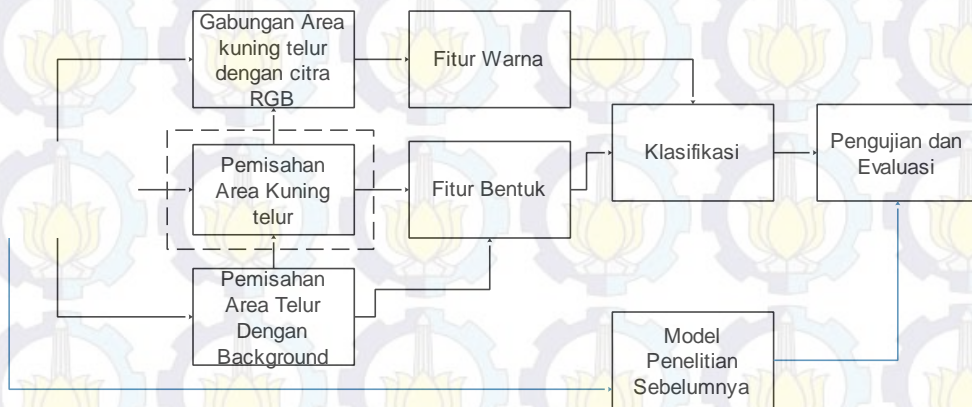 Gabungan Area
kuning telur
dengan citra
RGB
Fitur Warna
Pemisahan
Area Kuning
telur
Fitur Bentuk
Klasifikasi
Pengujian dan
Evaluasi
Pemisahan
Area Telur
Dengan
Background
Model
Penelitian
Sebelumnya